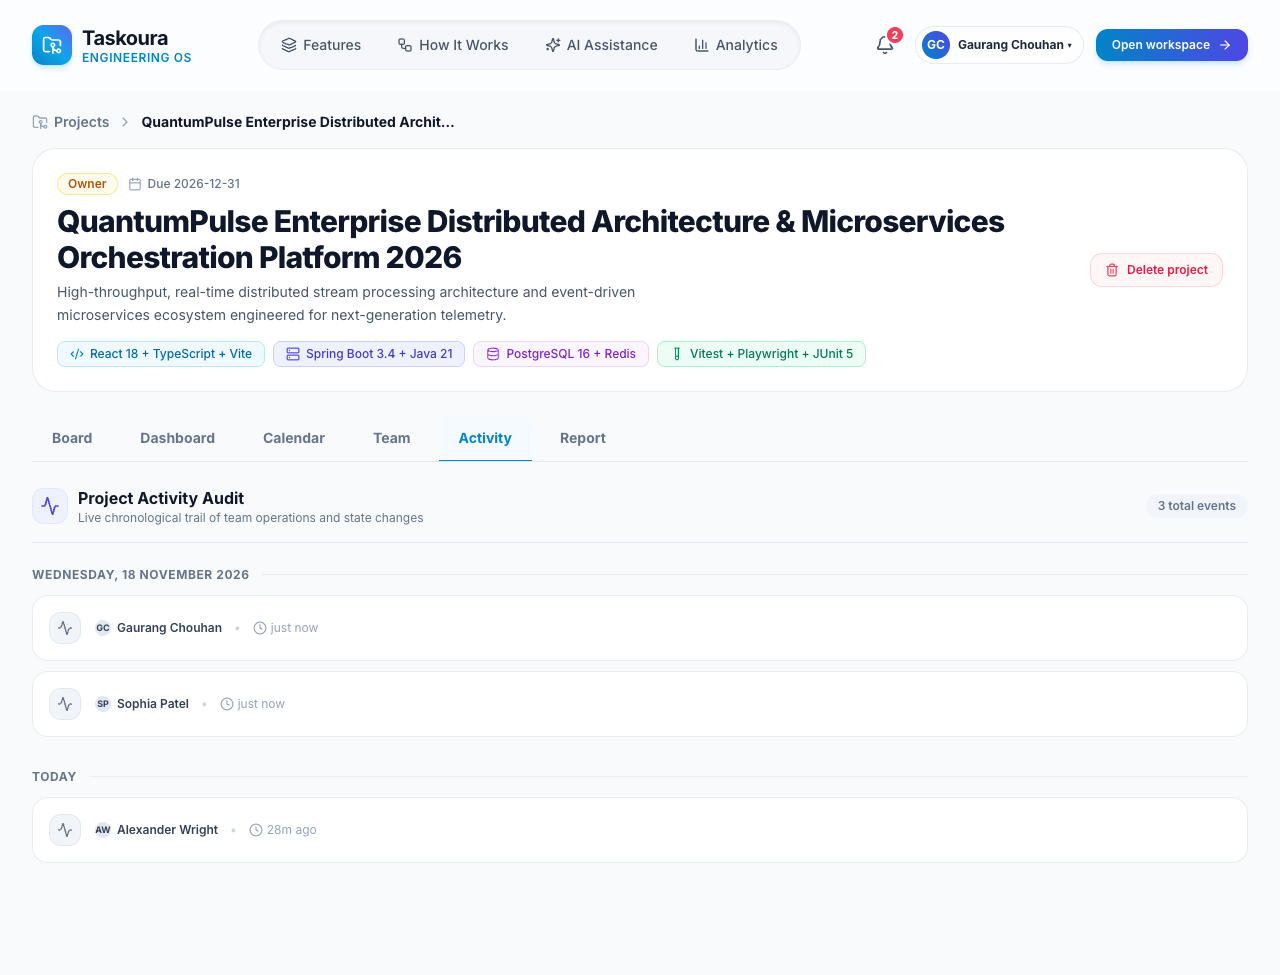 Taskoura
ENGINEERING OS
Features
How It Works
AI Assistance
Analytics
2
GC
Gaurang Chouhan
Open workspace
Projects
QuantumPulse Enterprise Distributed Archit...
Owner
Due 2026-12-31
QuantumPulse Enterprise Distributed Architecture & Microservices
Orchestration Platform 2026
High-throughput, real-time distributed stream processing architecture and event-driven
microservices ecosystem engineered for next-generation telemetry.
Delete project
React 18 + TypeScript + Vite
Spring Boot 3.4 + Java 21
PostgreSQL 16 + Redis
Vitest + Playwright + JUnit 5
Board
Dashboard
Calendar
Team
Activity
Report
Project Activity Audit
Live chronological trail of team operations and state changes
3 total events
WEDNESDAY, 18 NOVEMBER 2026
GC
Gaurang Chouhan
just now
SP
Sophia Patel
just now
TODAY
AW
Alexander Wright
28m ago